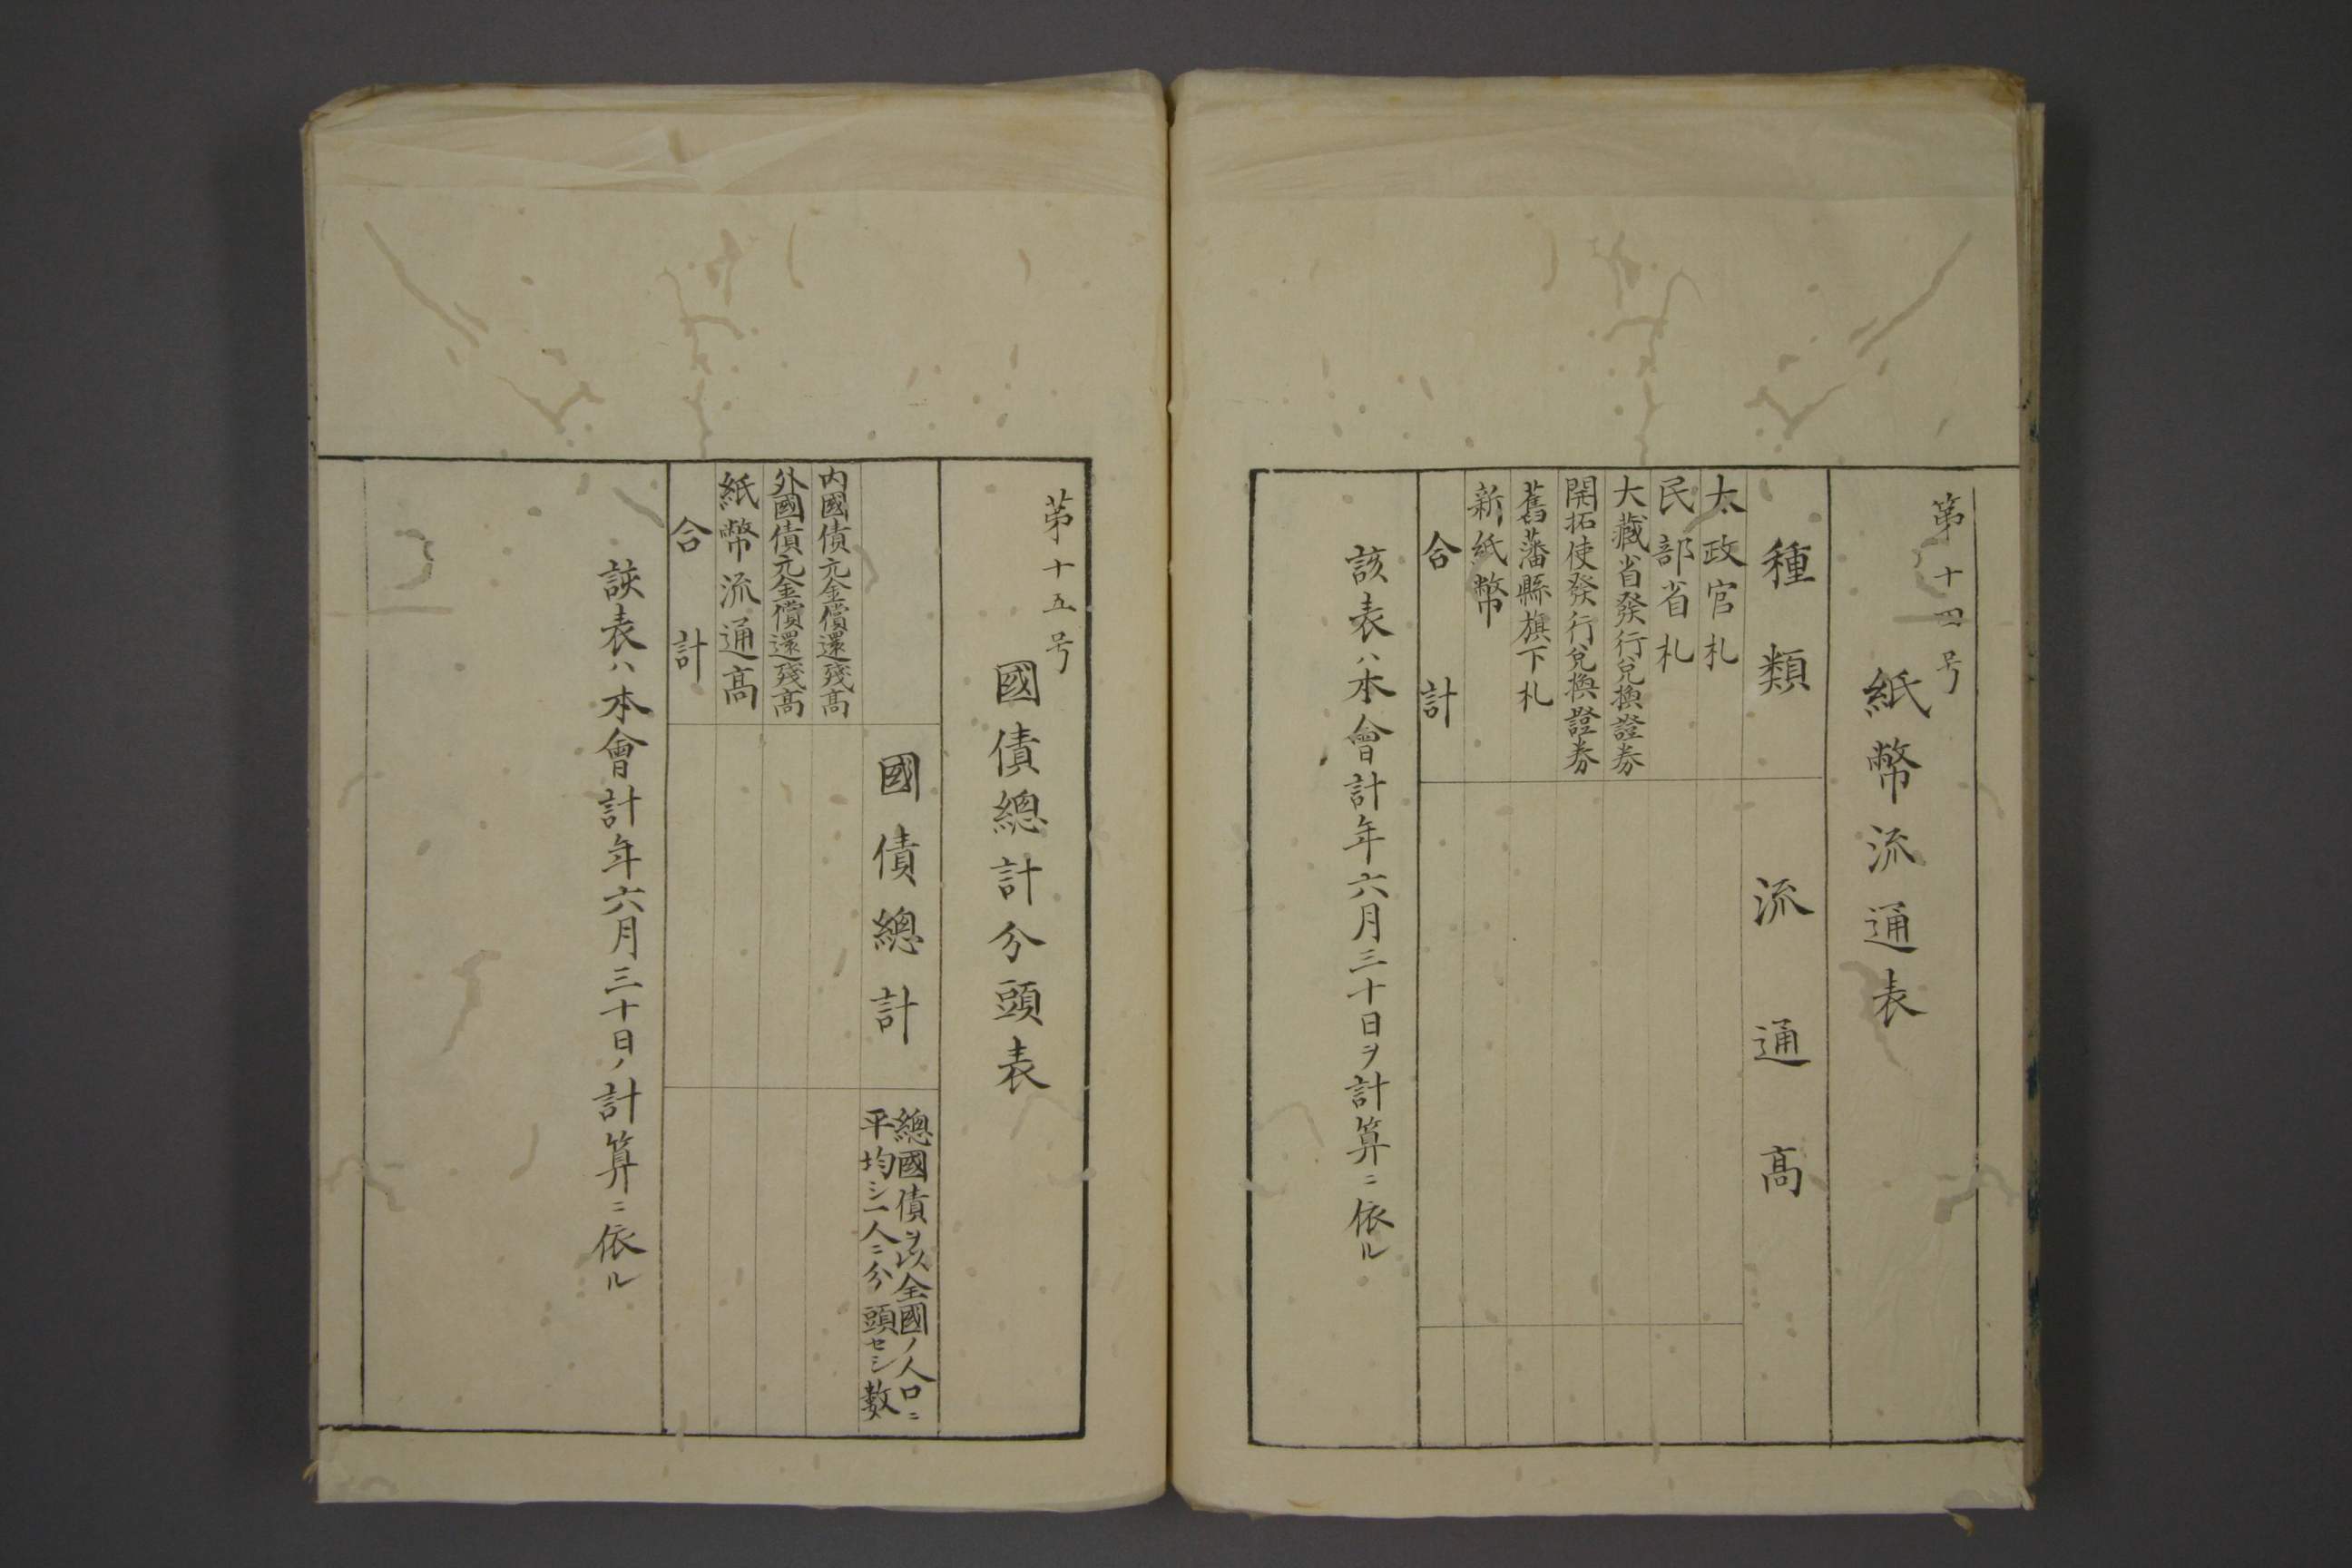 第十四号
紙幣流通表
種類
流通高
太政官札
民部省札
大藏省發行兌換證券
開拓使發行兌換證券
舊藩縣旗下札
新紙幣
合計
該表ハ本會計年六月三十日ヲ計算ニ依ル
第十五号
國債總計分頭表
國債總計
總國債ヲ以全國ノ人口ニ
平均シ一人ニ分頭セシ數
内國債元金償還殘高
外國債元金償還殘高
紙幣流通高
合計
該表ハ本會計年六月三十日ノ計算ニ依ル